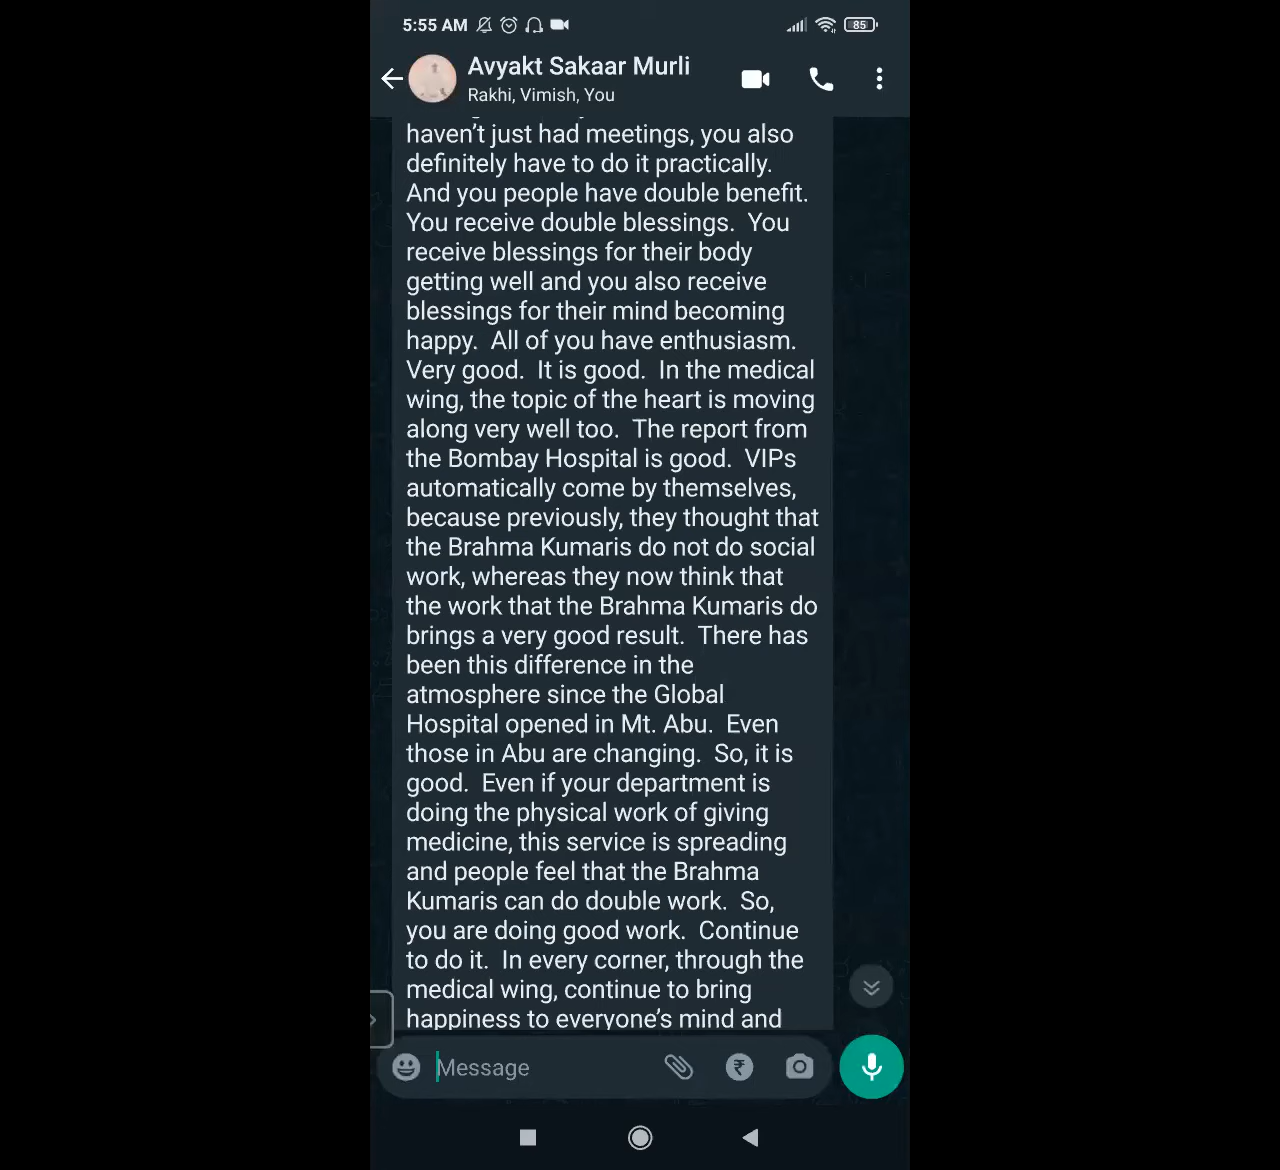 5:55 AM
85
Avyakt Sakaar Murli
Rakhi, Vimish, You
haven't just had meetings, you also
definitely have to do it practically.
And you people have double benefit.
You receive double blessings.  You
receive blessings for their body
getting well and you also receive
blessings for their mind becoming
happy.  All of you have enthusiasm.
Very good.  It is good.  In the medical
wing, the topic of the heart is moving
along very well too.  The report from
the Bombay Hospital is good.  VIPs
automatically come by themselves,
because previously, they thought that
the Brahma Kumaris do not do social
work, whereas they now think that
the work that the Brahma Kumaris do
brings a very good result.  There has
been this difference in the
atmosphere since the Global
Hospital opened in Mt. Abu.  Even
those in Abu are changing.  So, it is
good.  Even if your department is
doing the physical work of giving
medicine, this service is spreading
and people feel that the Brahma
Kumaris can do double work.  So,
you are doing good work.  Continue
to do it.  In every corner, through the
medical wing, continue to bring
happiness to everyone's mind and
Message
₹